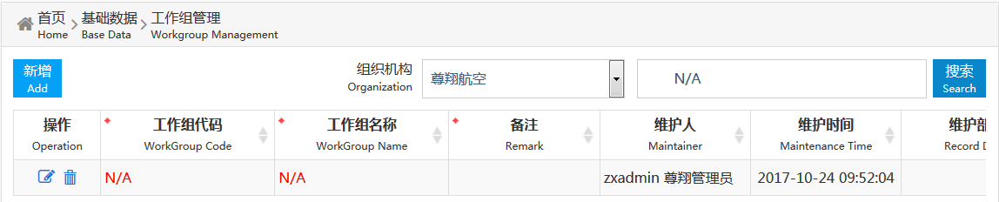 首页 基础数据 工作组管理
Home Base Data Workgroup Management
新增
Add
组织机构
Organization
尊翔航空
N/A
搜索
Search
操作 工作组代码 工作组名称 备注 维护人 维护时间 维护部
Operation WorkGroup Code WorkGroup Name Remark Maintainer Maintenance Time Record D
N/A N/A zxadmin 尊翔管理员 2017-10-24 09:52:04